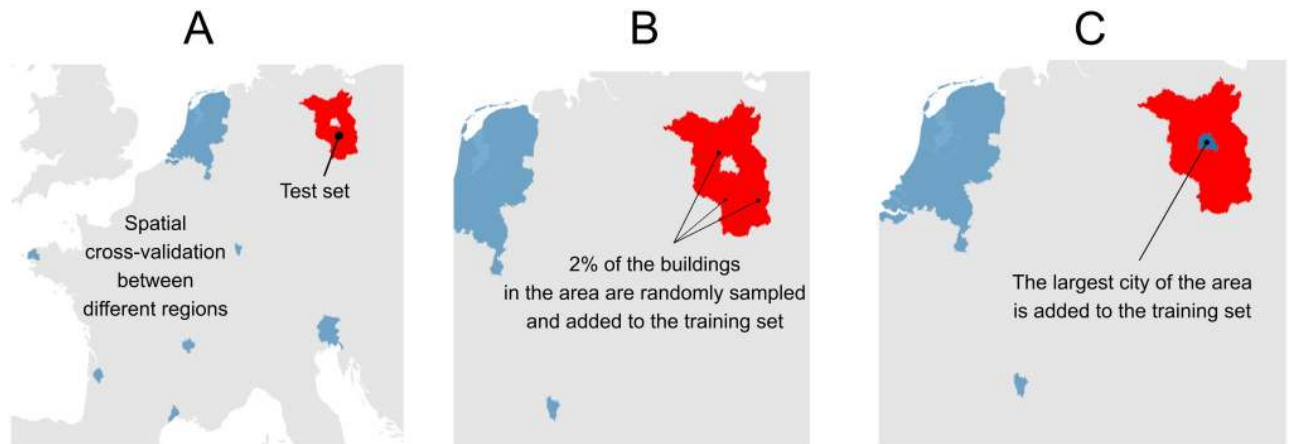 A
Test set
Spatial
cross-validation
between
different regions
B
2% of the buildings
in the area are randomly sampled
and added to the training set
C
The largest city of the area
is added to the training set